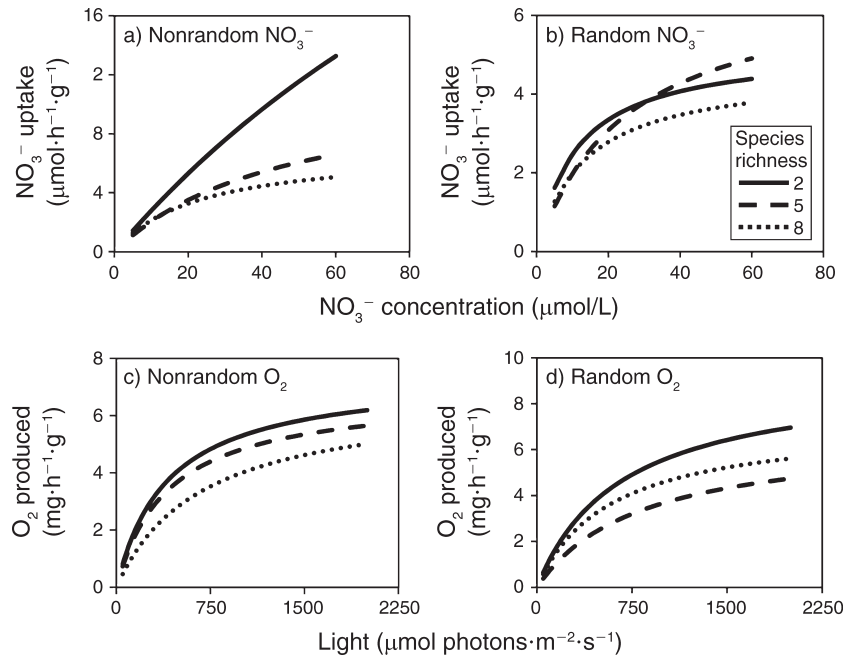 a) Nonrandom NO₃⁻
16
2
8
4
0
0 20 40 60 80
NO₃⁻ uptake
(μmol·h⁻¹·g⁻¹)
b) Random NO₃⁻
6
4
2
0
0 20 40 60 80
NO₃⁻ uptake
(μmol·h⁻¹·g⁻¹)
Species
richness
2
5
8
NO₃⁻ concentration (μmol/L)
c) Nonrandom O₂
8
6
4
2
0
0 750 1500 2250
O₂ produced
(mg·h⁻¹·g⁻¹)
d) Random O₂
10
8
6
4
2
0
0 750 1500 2250
O₂ produced
(mg·h⁻¹·g⁻¹)
Light (μmol photons·m⁻²·s⁻¹)